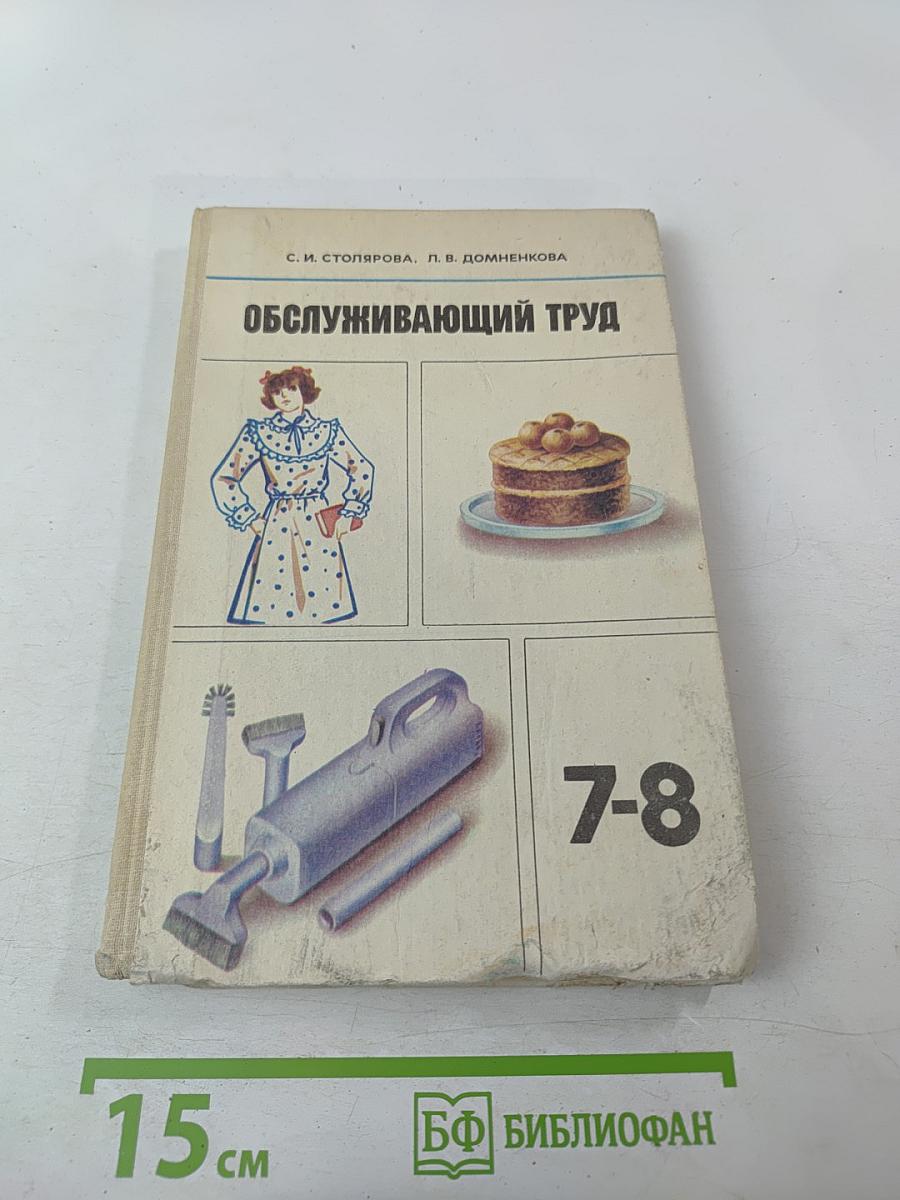 С. И. СТОЛЯРОВА, Л. В. ДОМНЕНКОВА
ОБСЛУЖИВАЮЩИЙ ТРУД
7-8
15 см
БФ БИБЛИОФАН